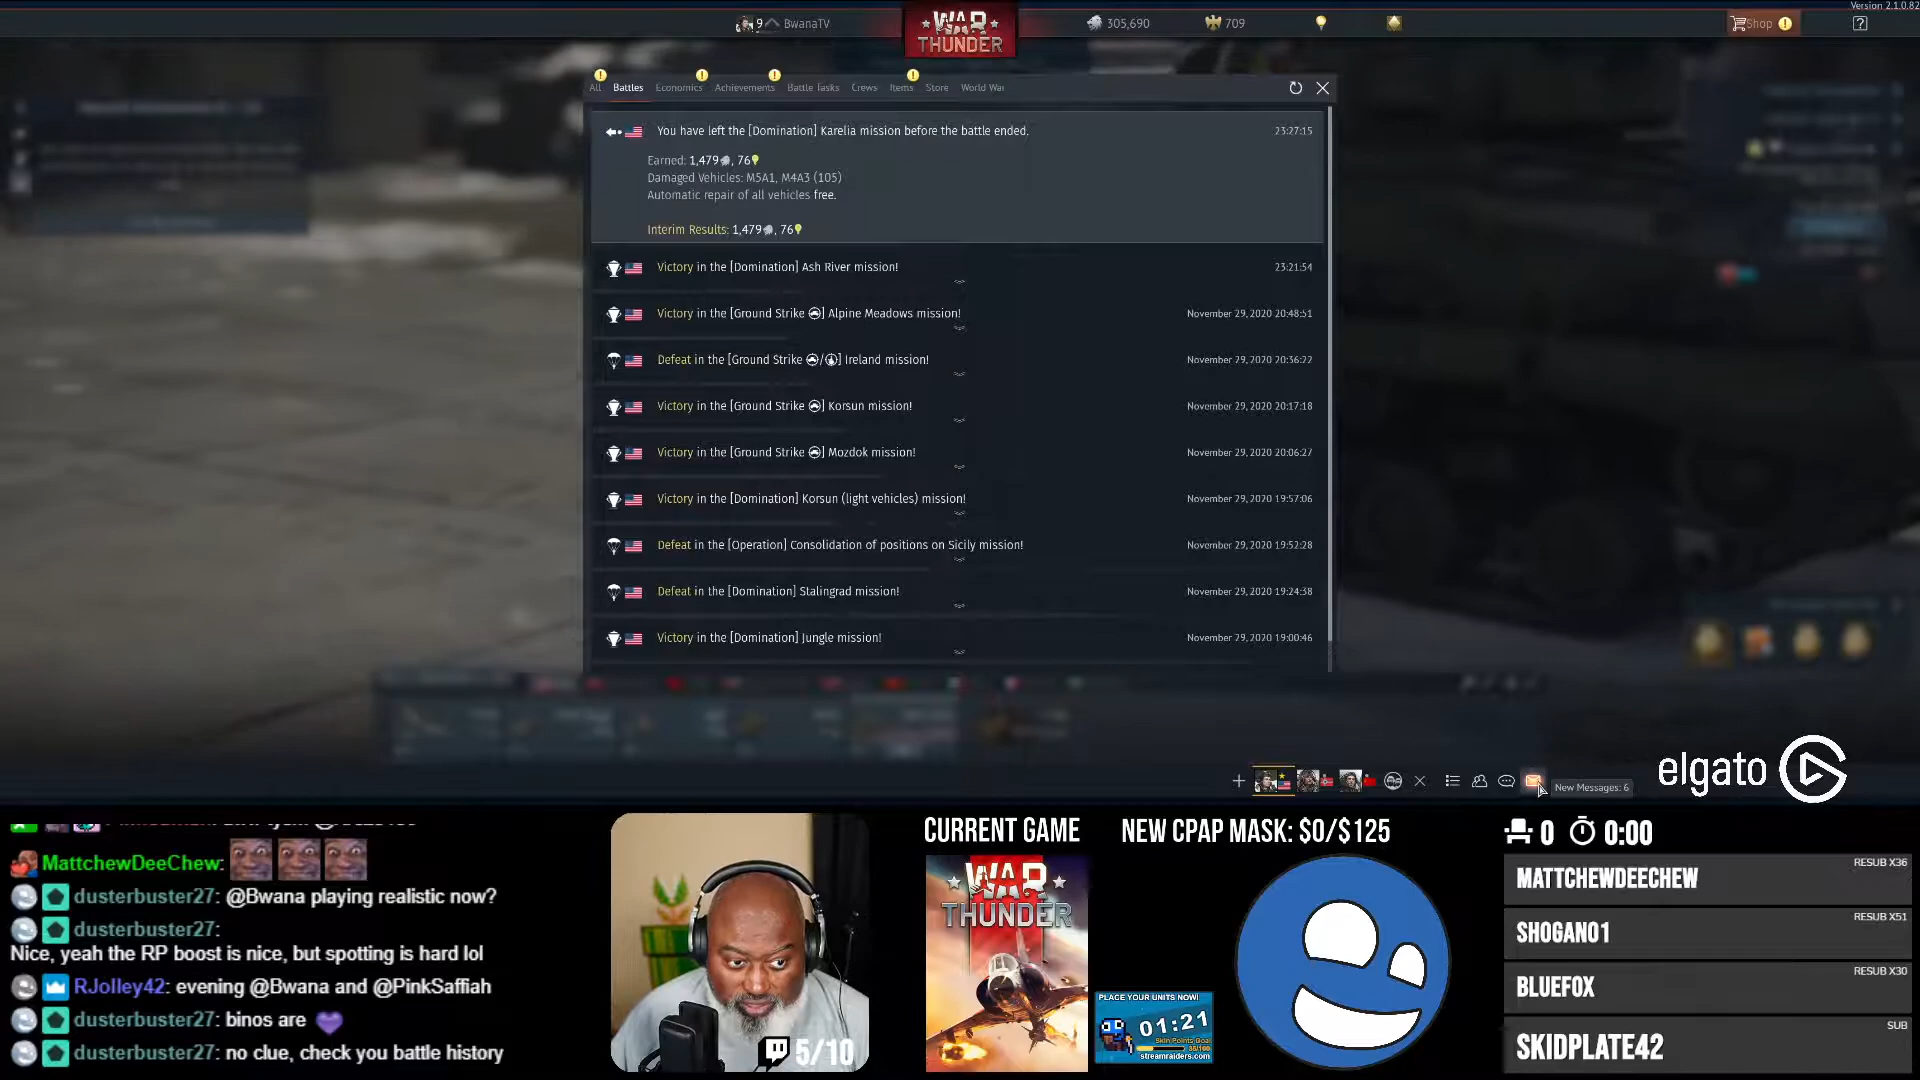 Version 2.1.0.82
9 BwanaTV
WAR THUNDER
305,690
709
Shop
All Battles Economics Achievements Battle Tasks Crews Items Store World War
You have left the [Domination] Karelia mission before the battle ended. 23:27:15
Earned: 1,479, 76
Damaged Vehicles: M5A1, M4A3 (105)
Automatic repair of all vehicles free.
Interim Results: 1,479, 76
Victory in the [Domination] Ash River mission! 23:21:54
Victory in the [Ground Strike] Alpine Meadows mission! November 29, 2020 20:48:51
Defeat in the [Ground Strike /] Ireland mission! November 29, 2020 20:36:22
Victory in the [Ground Strike] Korsun mission! November 29, 2020 20:17:18
Victory in the [Ground Strike] Mozdok mission! November 29, 2020 20:06:27
Victory in the [Domination] Korsun (light vehicles) mission! November 29, 2020 19:57:06
Defeat in the [Operation] Consolidation of positions on Sicily mission! November 29, 2020 19:52:28
Defeat in the [Domination] Stalingrad mission! November 29, 2020 19:24:38
Victory in the [Domination] Jungle mission! November 29, 2020 19:00:46
New Messages: 6
elgato
MattchewDeeChew:
dusterbuster27: @Bwana playing realistic now?
dusterbuster27:
Nice, yeah the RP boost is nice, but spotting is hard lol
RJolley42: evening @Bwana and @PinkSaffiah
dusterbuster27: binos are
dusterbuster27: no clue, check you battle history
5/10
CURRENT GAME
WAR THUNDER
NEW CPAP MASK: $0/$125
PLACE YOUR UNITS NOW!
01:21
Skin Points Goal
streamraiders.com
0 0:00
RESUB X36
MATTCHEWDEECHEW
RESUB X51
SHOGAN01
RESUB X30
BLUEFOX
SUB
SKIDPLATE42